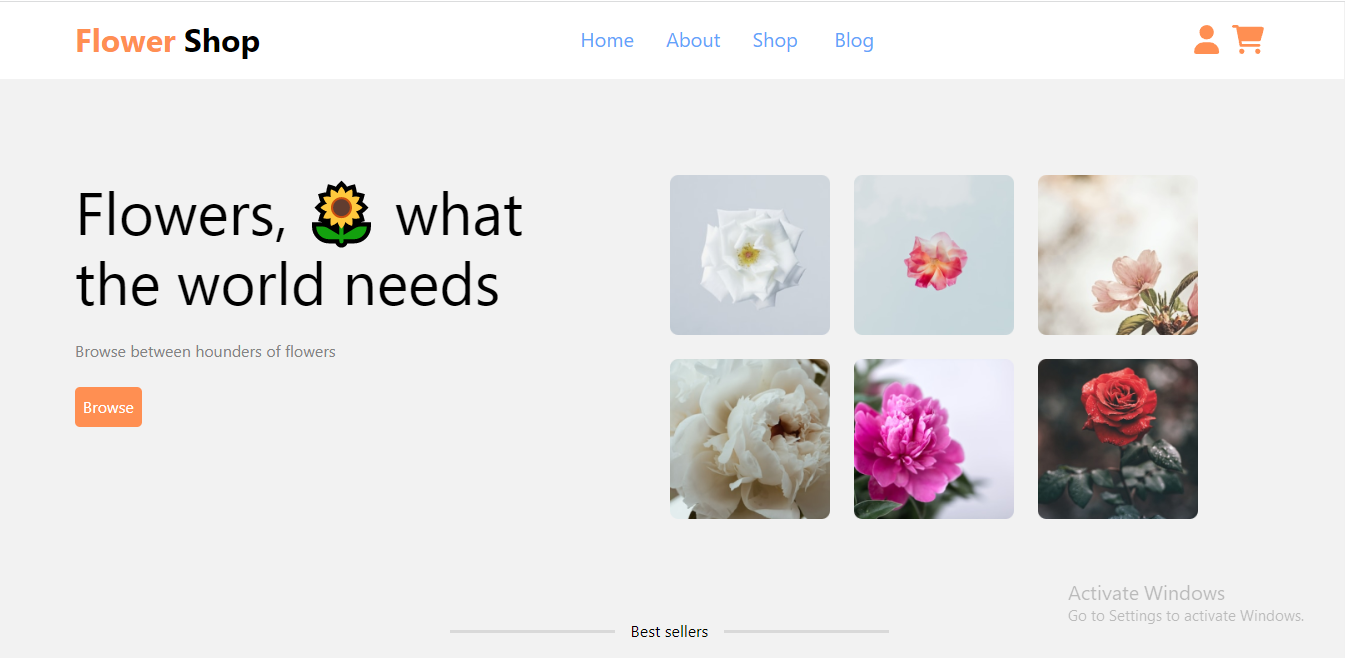 Flower Shop
Home About Shop Blog
Flowers, 🌻 what
the world needs
Browse between hounders of flowers
Browse
Activate Windows
Go to Settings to activate Windows.
Best sellers